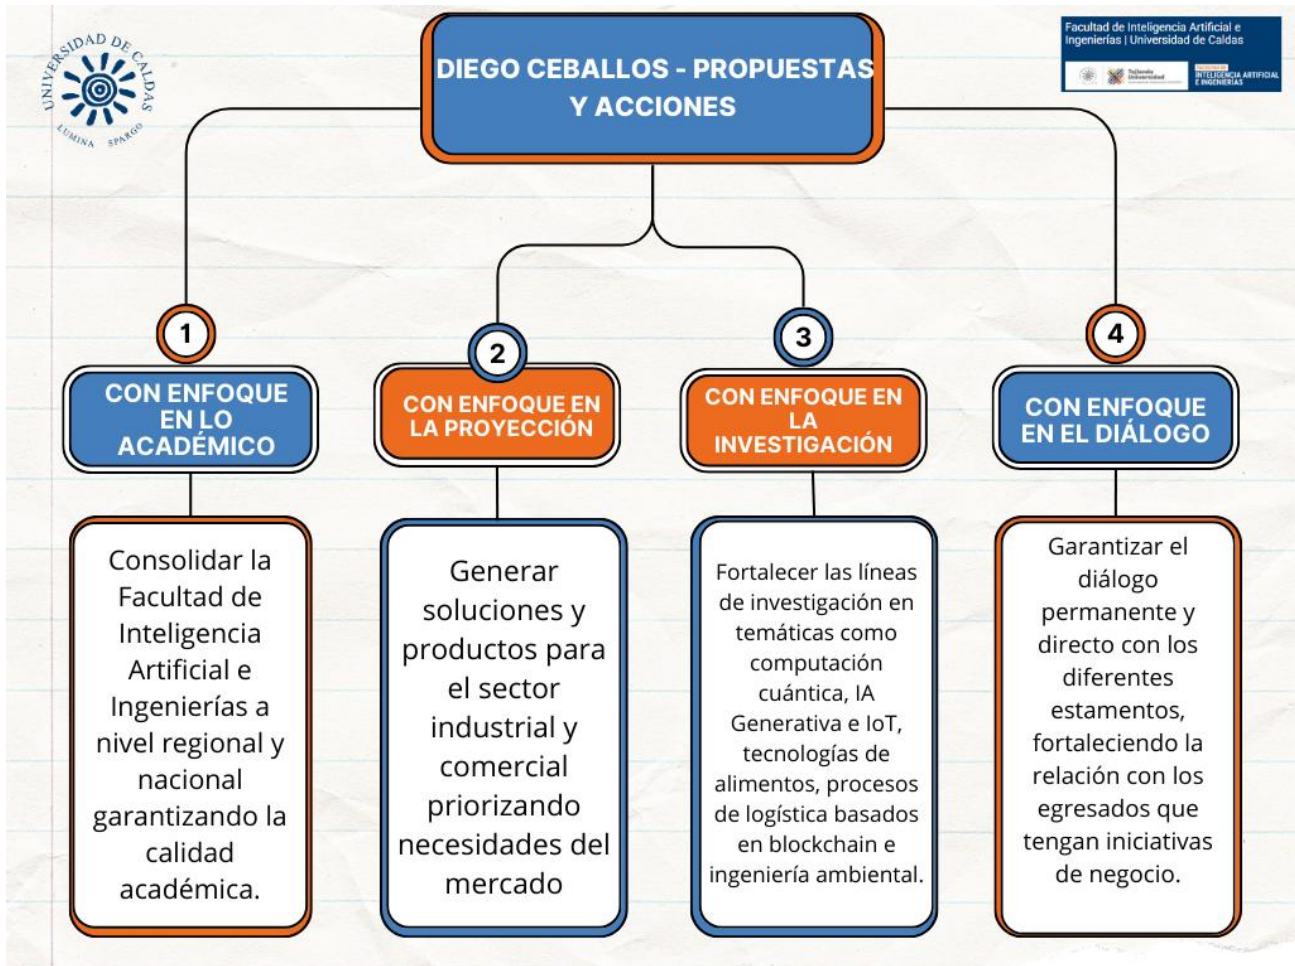 UNIVERSIDAD DE CALDAS
LUMINA SPARGO
DIEGO CEBALLOS - PROPUESTAS
Y ACCIONES
Facultad de Inteligencia Artificial e
Ingenierías | Universidad de Caldas
Tejiendo
Universidad
INTELIGENCIA ARTIFICIAL
E INGENIERÍAS
1
CON ENFOQUE
EN LO
ACADÉMICO
Consolidar la
Facultad de
Inteligencia
Artificial e
Ingenierías a
nivel regional y
nacional
garantizando la
calidad
académica.
2
CON ENFOQUE EN
LA PROYECCIÓN
Generar
soluciones y
productos para
el sector
industrial y
comercial
priorizando
necesidades del
mercado
3
CON ENFOQUE EN
LA
INVESTIGACIÓN
Fortalecer las líneas
de investigación en
temáticas como
computación
cuántica, IA
Generativa e IoT,
tecnologías de
alimentos, procesos
de logística basados
en blockchain e
ingeniería ambiental.
4
CON ENFOQUE
EN EL DIÁLOGO
Garantizar el
diálogo
permanente y
directo con los
diferentes
estamentos,
fortaleciendo la
relación con los
egresados que
tengan iniciativas
de negocio.